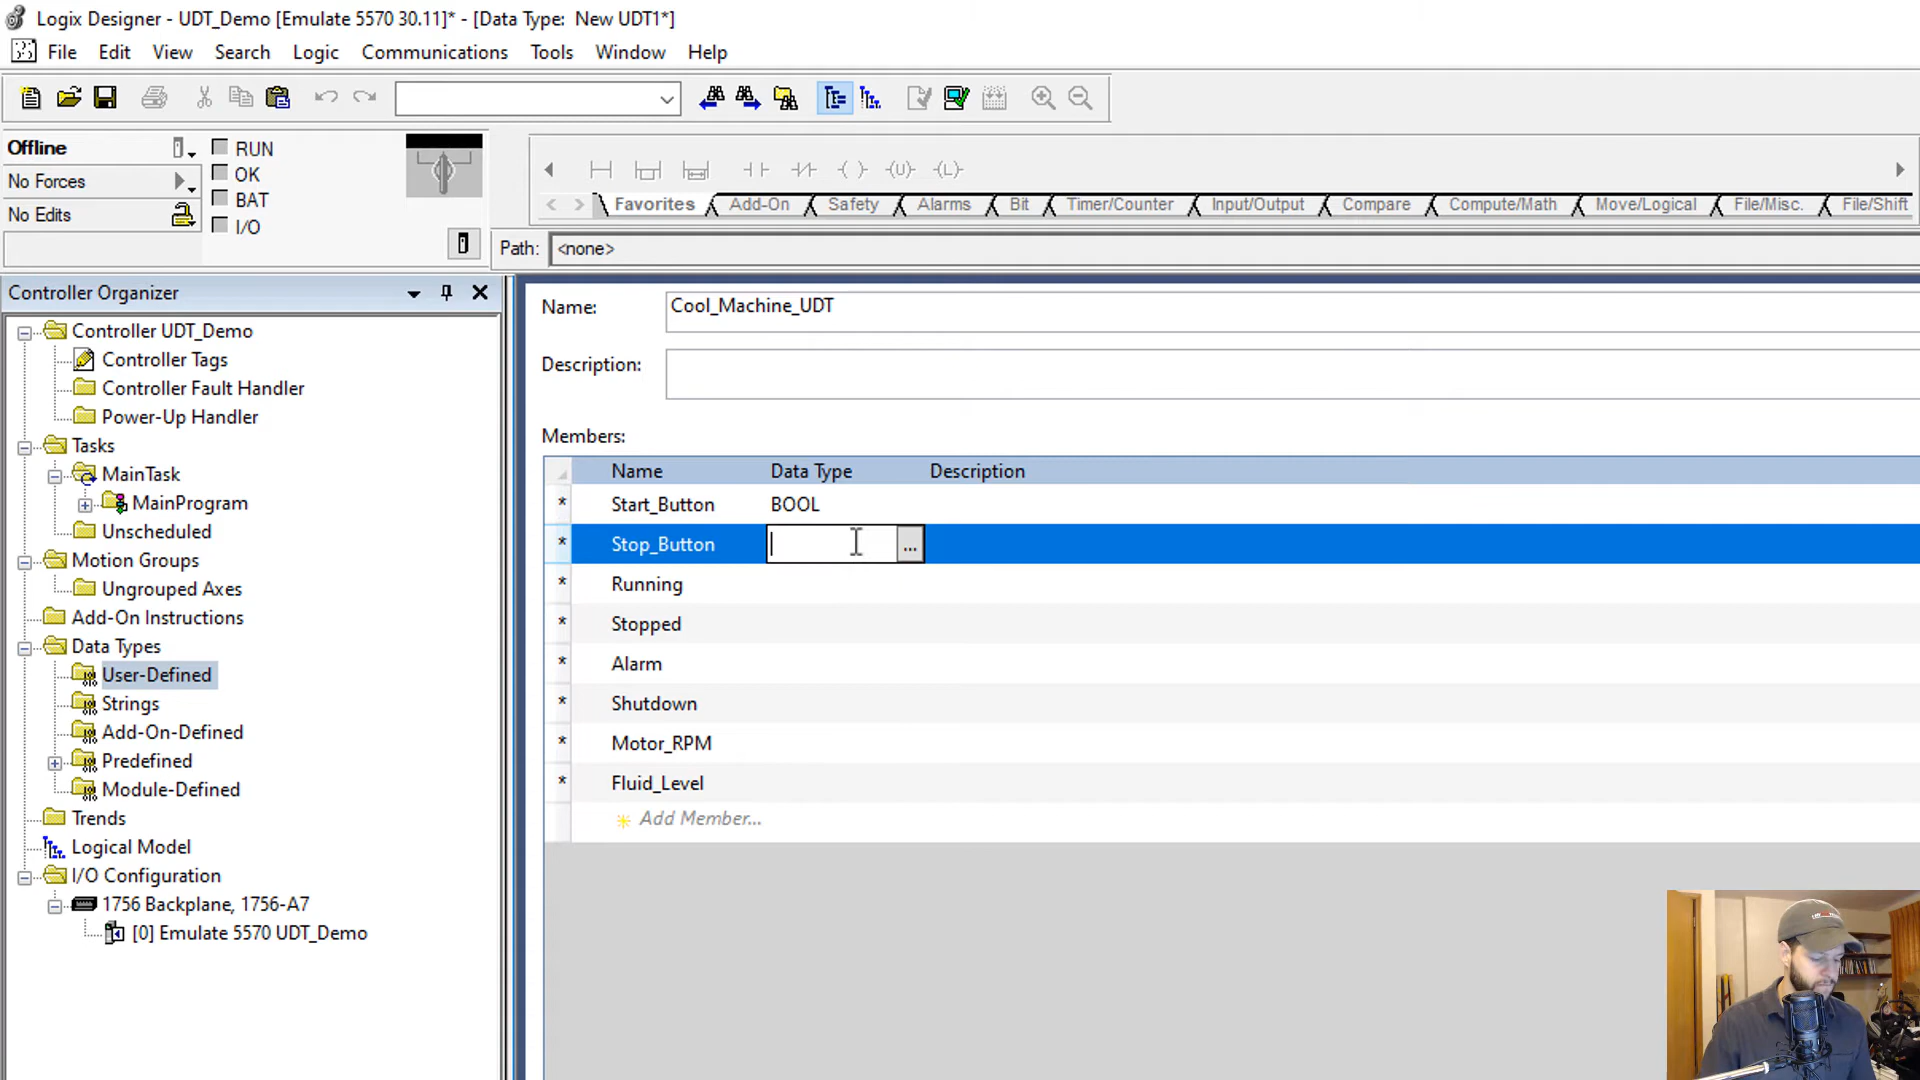 Logix Designer - UDT_Demo [Emulate 5570 30.11]* - [Data Type: New UDT1*]
File Edit View Search Logic Communications Tools Window Help
Offline
RUN
No Forces
OK
BAT
No Edits
I/O
Favorites Add-On Safety Alarms Bit Timer/Counter Input/Output Compare Compute/Math Move/Logical File/Misc. File/Shift
Path: <none>
Controller Organizer
Controller UDT_Demo
Controller Tags
Controller Fault Handler
Power-Up Handler
Tasks
MainTask
MainProgram
Unscheduled
Motion Groups
Ungrouped Axes
Add-On Instructions
Data Types
User-Defined
Strings
Add-On-Defined
Predefined
Module-Defined
Trends
Logical Model
I/O Configuration
1756 Backplane, 1756-A7
[0] Emulate 5570 UDT_Demo
Name: Cool_Machine_UDT
Description:
Members:
Name Data Type Description
* Start_Button BOOL
* Stop_Button ...
* Running
* Stopped
* Alarm
* Shutdown
* Motor_RPM
* Fluid_Level
Add Member...